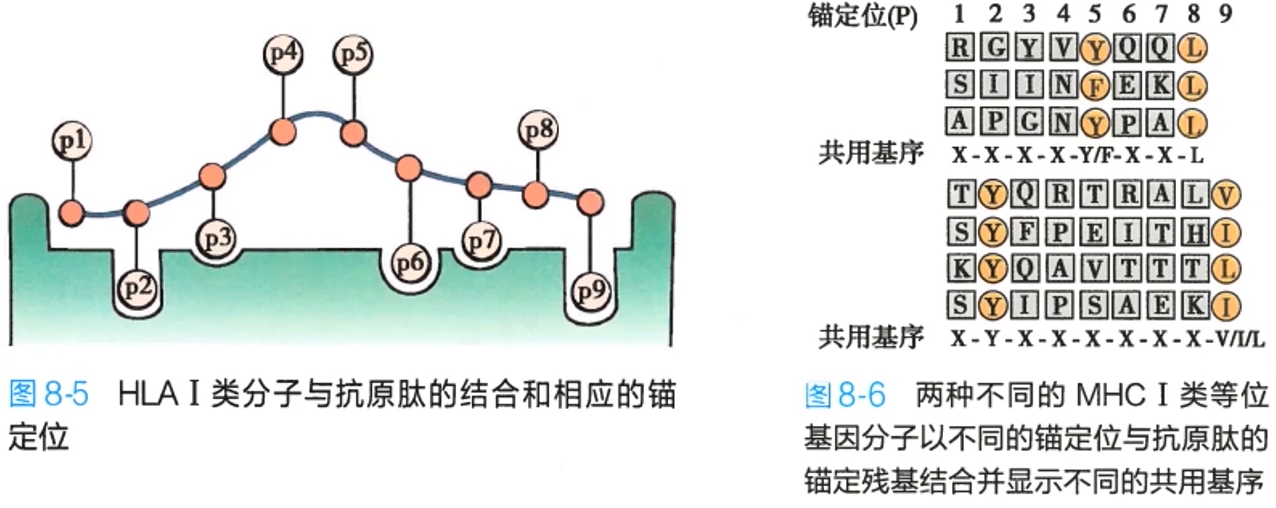 p4
p5
p1
p8
p3
p7
p6
p2
p9
图 8-5 HLA Ⅰ 类分子与抗原肽的结合和相应的锚
定位
锚定位(P) 1 2 3 4 5 6 7 8 9
R G Y V Y Q Q L
S I I N F E K L
A P G N Y P A L
共用基序 X-X-X-X-Y/F-X-X-L
T Y Q R T R A L V
S Y F P E I T H I
K Y Q A V T T T L
S Y I P S A E K I
共用基序 X-Y-X-X-X-X-X-X-V/I/L
图 8-6 两种不同的 MHC Ⅰ 类等位
基因分子以不同的锚定位与抗原肽的
锚定残基结合并显示不同的共用基序